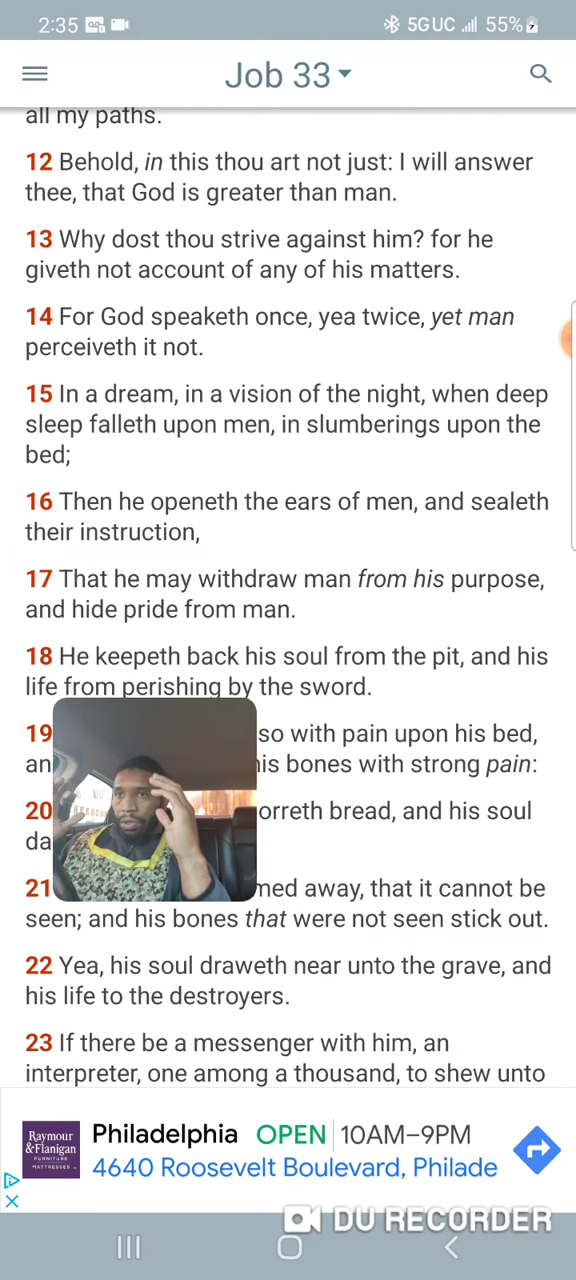 2:35 5G UC 55%
Job 33
all my paths.
12 Behold, in this thou art not just: I will answer
thee, that God is greater than man.
13 Why dost thou strive against him? for he
giveth not account of any of his matters.
14 For God speaketh once, yea twice, yet man
perceiveth it not.
15 In a dream, in a vision of the night, when deep
sleep falleth upon men, in slumberings upon the
bed;
16 Then he openeth the ears of men, and sealeth
their instruction,
17 That he may withdraw man from his purpose,
and hide pride from man.
18 He keepeth back his soul from the pit, and his
life from perishing by the sword.
19 so with pain upon his bed,
an his bones with strong pain:
20 orreth bread, and his soul
da
21 med away, that it cannot be
seen; and his bones that were not seen stick out.
22 Yea, his soul draweth near unto the grave, and
his life to the destroyers.
23 If there be a messenger with him, an
interpreter, one among a thousand, to shew unto
Raymour
&Flanigan
FURNITURE
MATTRESSES
Philadelphia OPEN 10AM–9PM
4640 Roosevelt Boulevard, Philade
DU RECORDER